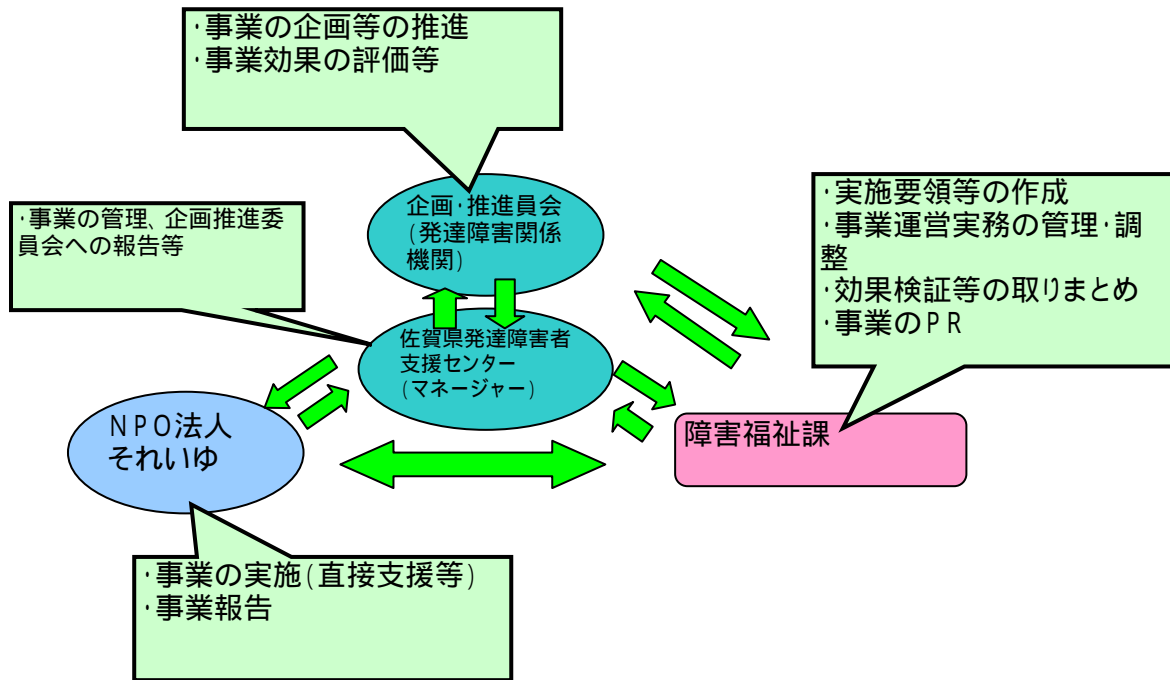 ･事業の企画等の推進
･事業効果の評価等
企画･推進員会
(発達障害関係
機関)
･実施要領等の作成
･事業運営実務の管理･調
整
･効果検証等の取りまとめ
･事業のPR
･事業の管理、企画推進委
員会への報告等
佐賀県発達障害者
支援センター
(マネージャー)
NPO法人
それいゆ
障害福祉課
･事業の実施(直接支援等)
･事業報告